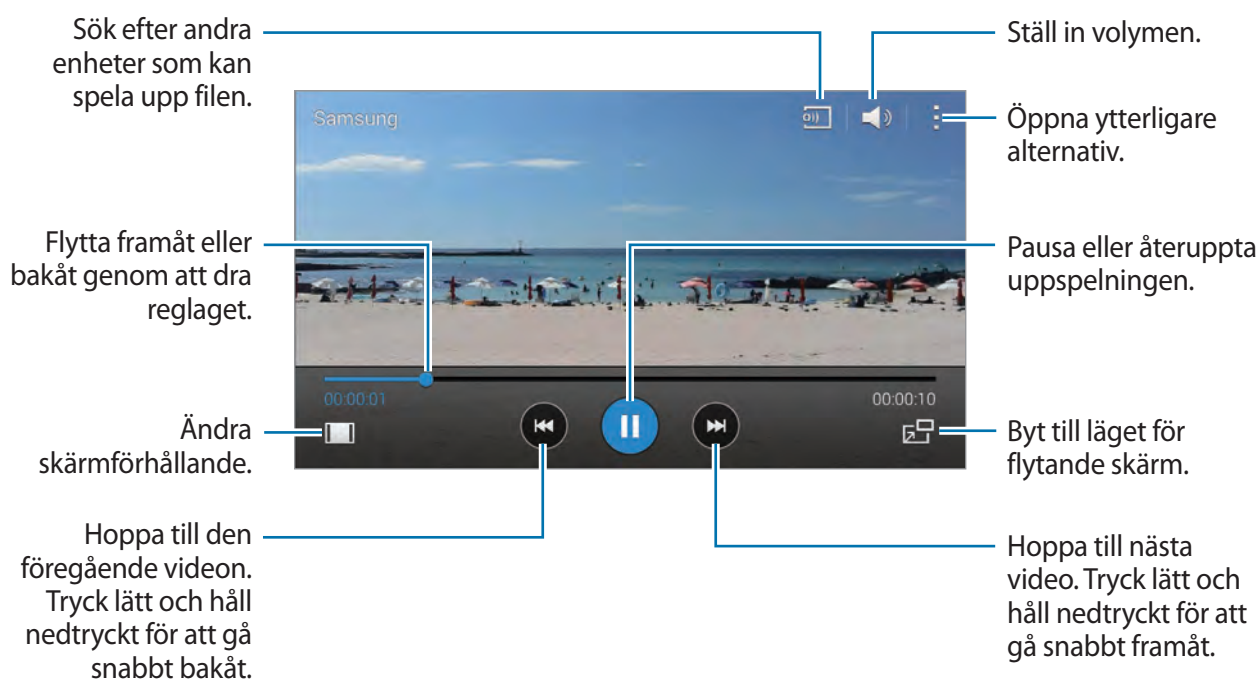 Sök efter andra
enheter som kan
spela upp filen.
Ställ in volymen.
Samsung
Öppna ytterligare
alternativ.
Flytta framåt eller
bakåt genom att dra
reglaget.
Pausa eller återuppta
uppspelningen.
00:00:01
00:00:10
Ändra
skärmförhållande.
Byt till läget för
flytande skärm.
Hoppa till den
föregående videon.
Tryck lätt och håll
nedtryckt för att gå
snabbt bakåt.
Hoppa till nästa
video. Tryck lätt och
håll nedtryckt för att
gå snabbt framåt.